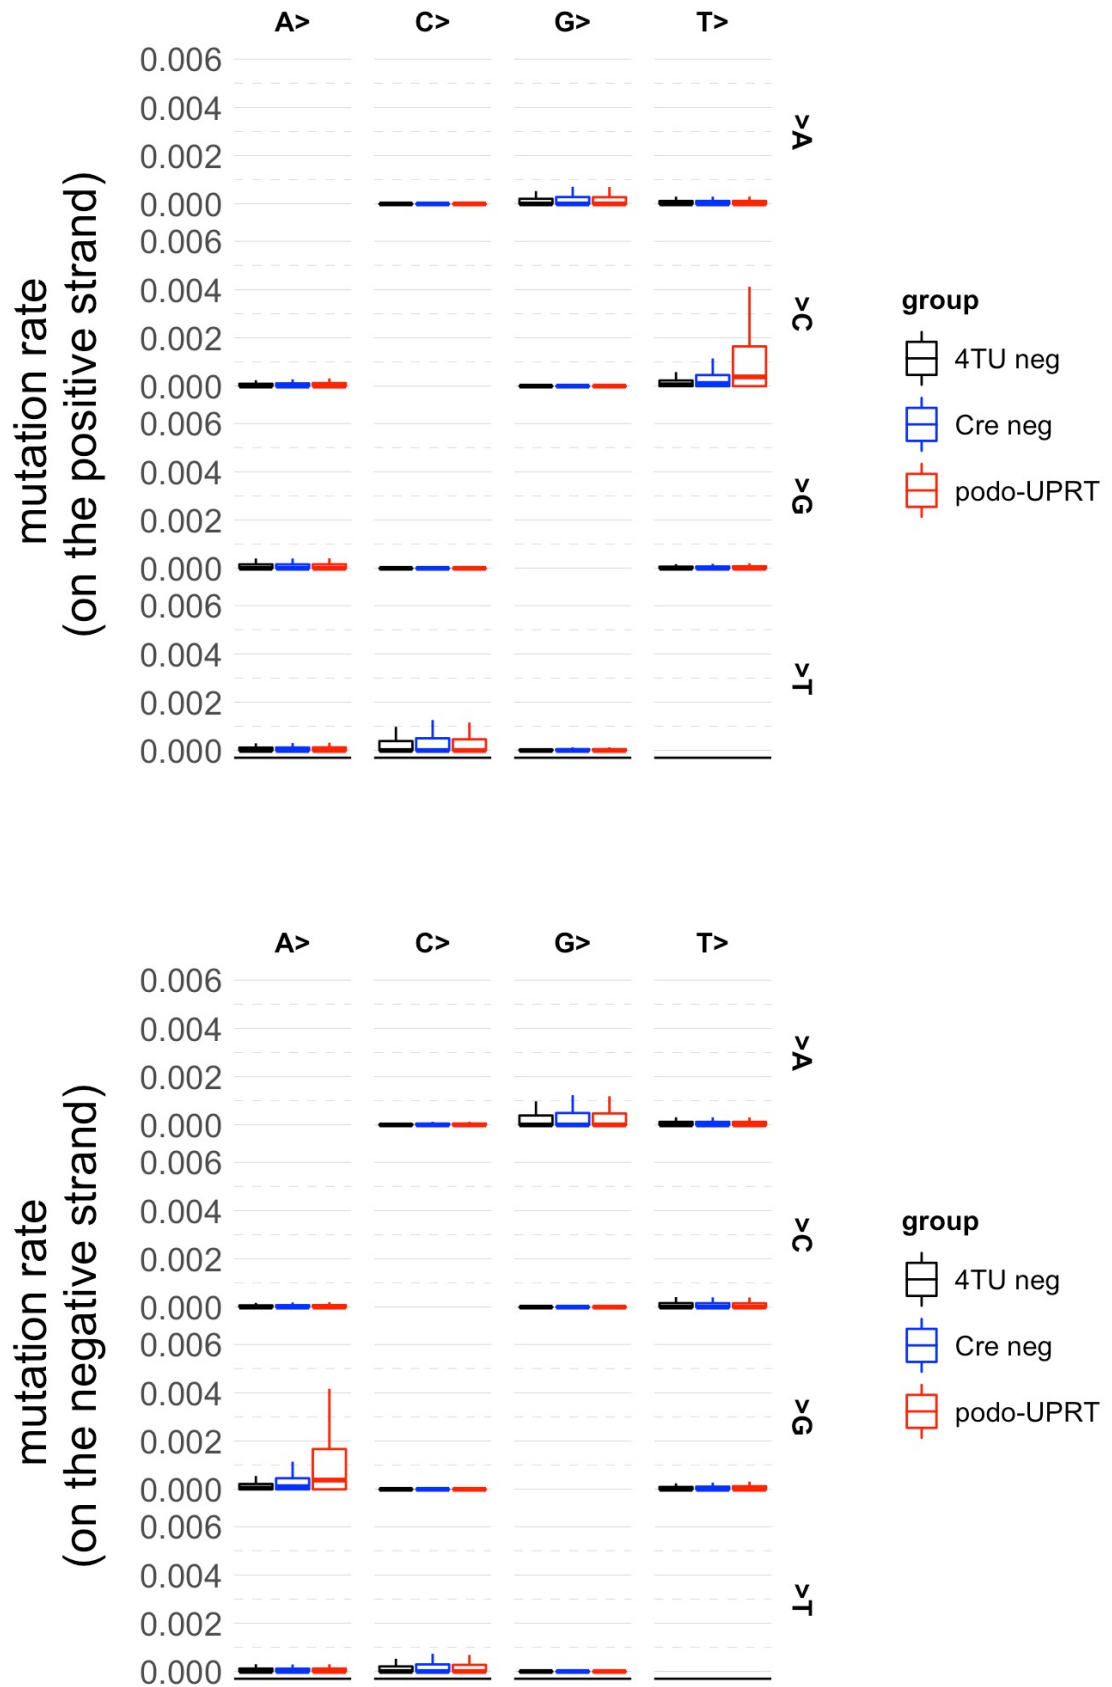 A> C> G> T>
0.006
0.004
0.002
0.000
>A
0.006
0.004
0.002
0.000
>C
0.006
0.004
0.002
0.000
>G
0.006
0.004
0.002
0.000
>T
mutation rate
(on the positive strand)
group
4TU neg
Cre neg
podo-UPRT
A> C> G> T>
0.006
0.004
0.002
0.000
>A
0.006
0.004
0.002
0.000
>C
0.006
0.004
0.002
0.000
>G
0.006
0.004
0.002
0.000
>T
mutation rate
(on the negative strand)
group
4TU neg
Cre neg
podo-UPRT